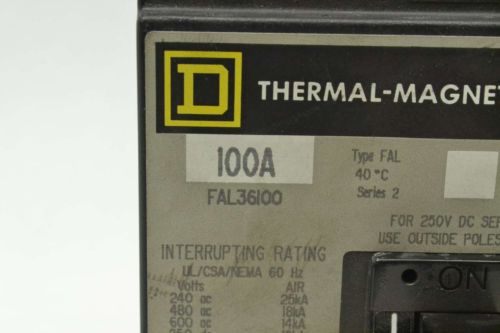 D
THERMAL-MAGNE
100A
FAL36100
Type FAL
40 °C
Series 2
FOR 250V DC SER
USE OUTSIDE POLES
INTERRUPTING RATING
UL/CSA/NEMA 60 Hz
Volts AIR
240 ac 25kA
480 ac 18kA
600 ac 14kA
ON